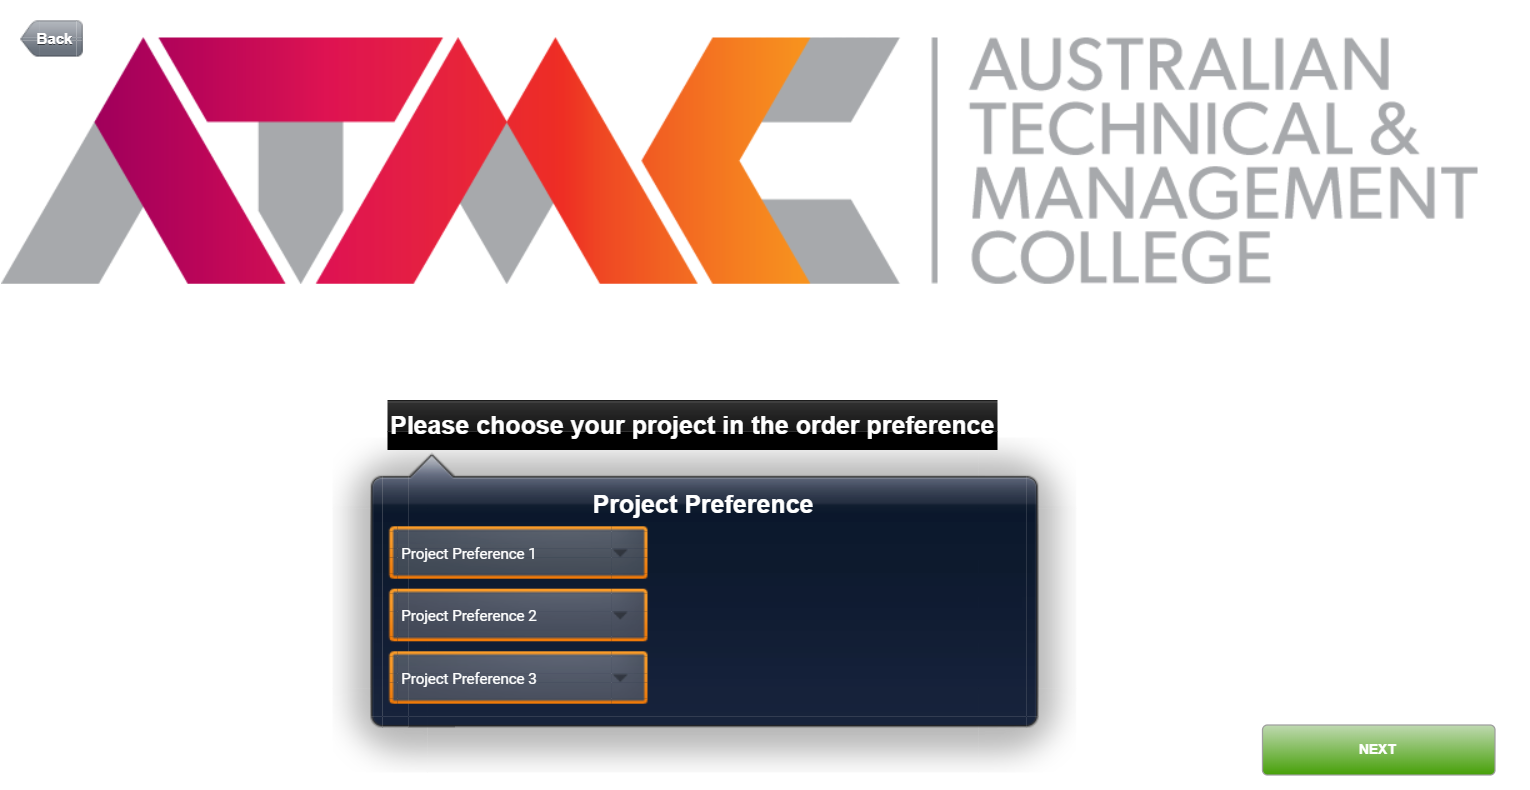 Back
ATMC
AUSTRALIAN
TECHNICAL &
MANAGEMENT
COLLEGE
Please choose your project in the order preference
Project Preference
Project Preference 1
Project Preference 2
Project Preference 3
NEXT